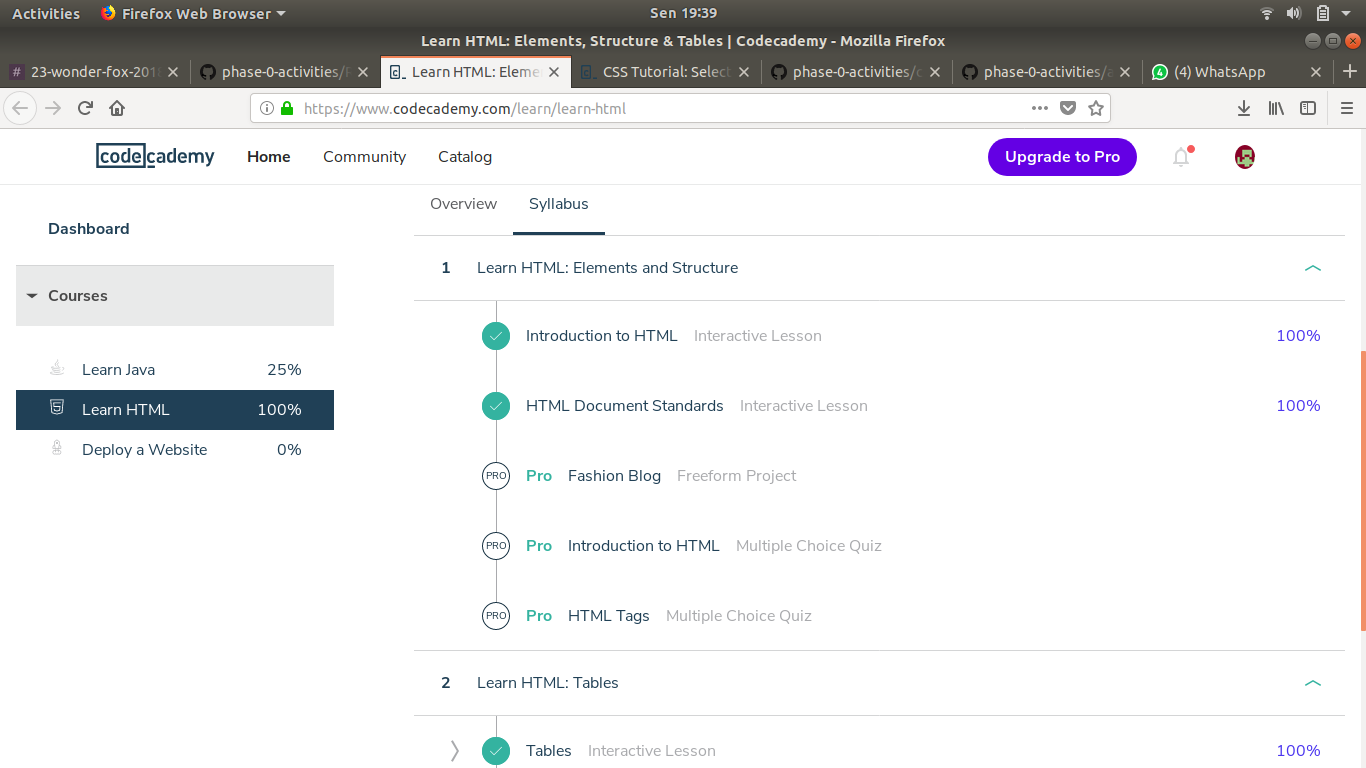 Activities Firefox Web Browser Sen 19:39
Learn HTML: Elements, Structure & Tables | Codecademy - Mozilla Firefox
# 23-wonder-fox-201 phase-0-activities/ Learn HTML: Eleme CSS Tutorial: Select phase-0-activities/ phase-0-activities/ 4 (4) WhatsApp
https://www.codecademy.com/learn/learn-html
codecademy Home Community Catalog Upgrade to Pro
Overview Syllabus
Dashboard
Courses
Learn Java 25%
Learn HTML 100%
Deploy a Website 0%
1 Learn HTML: Elements and Structure
Introduction to HTML Interactive Lesson 100%
HTML Document Standards Interactive Lesson 100%
PRO Pro Fashion Blog Freeform Project
PRO Pro Introduction to HTML Multiple Choice Quiz
PRO Pro HTML Tags Multiple Choice Quiz
2 Learn HTML: Tables
Tables Interactive Lesson 100%